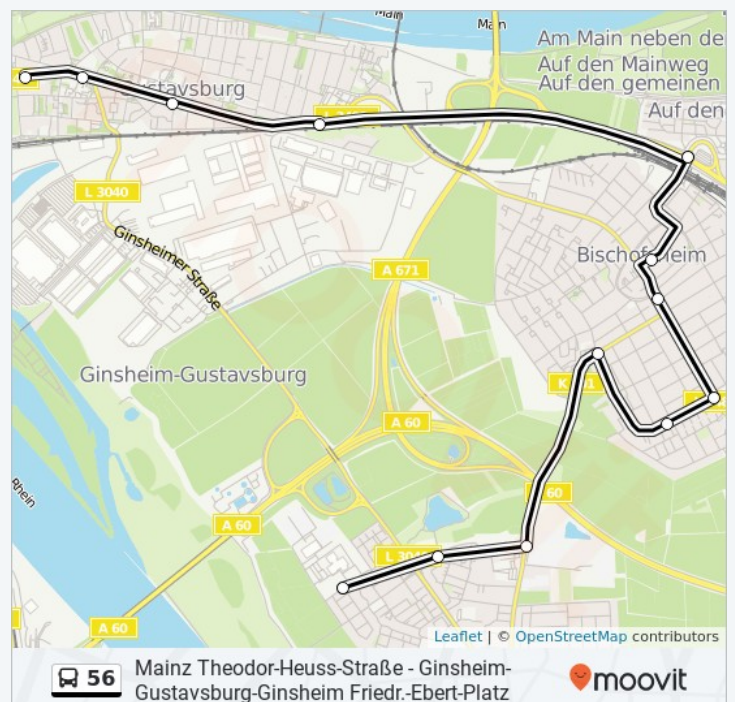 Main
Main
Am Main neben de
Auf den Mainweg
Auf den gemeinen
Auf den
L 3040
Ginsheimer Straße
A 671
Ginsheim-Gustavsburg
A 60
A 60
60
A 60
Rhein
Leaflet | © OpenStreetMap contributors
56
Mainz Theodor-Heuss-Straße - Ginsheim-
Gustavsburg-Ginsheim Friedr.-Ebert-Platz
moovit